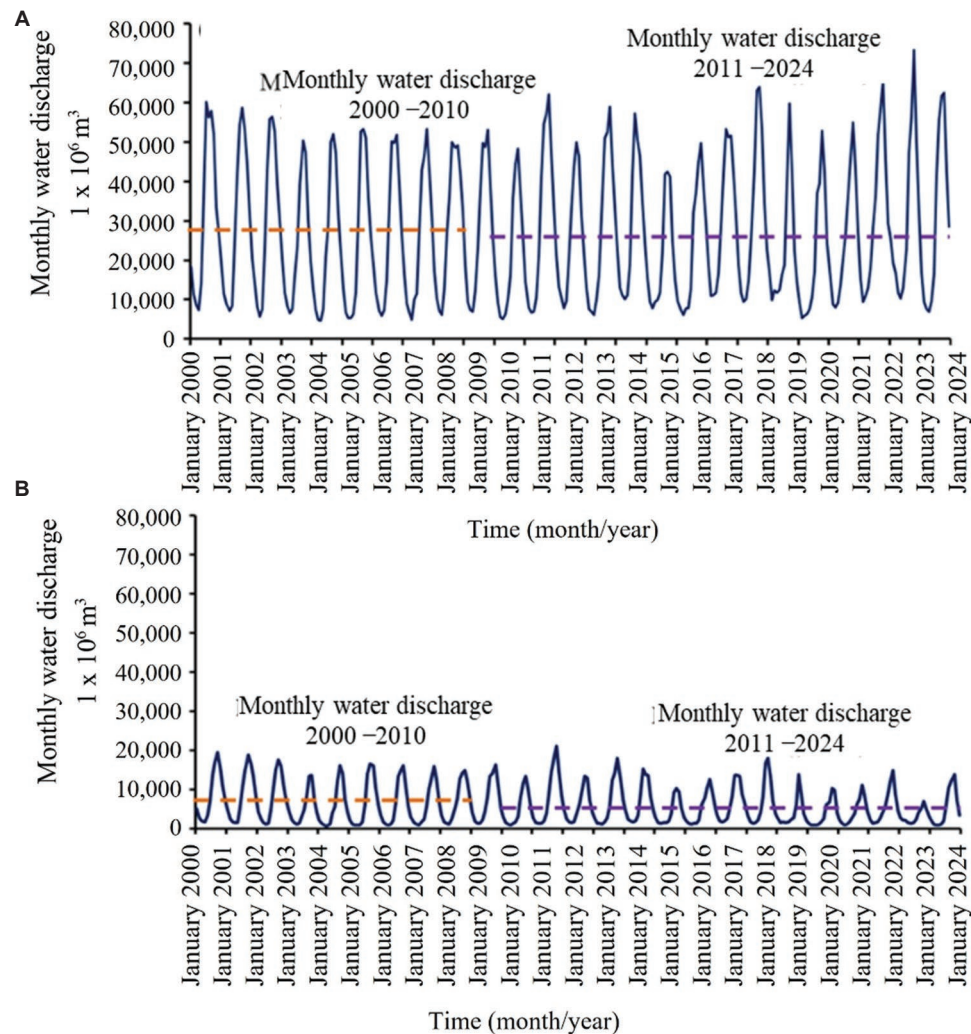 A
Monthly water discharge
1 x 10⁶ m³
80,000
70,000
60,000
50,000
40,000
30,000
20,000
10,000
0
Monthly water discharge
2000 –2010
Monthly water discharge
2011 –2024
January 2000
January 2001
January 2002
January 2003
January 2004
January 2005
January 2006
January 2007
January 2008
January 2009
January 2010
January 2011
January 2012
January 2013
January 2014
January 2015
January 2016
January 2017
January 2018
January 2019
January 2020
January 2021
January 2022
January 2023
January 2024
Time (month/year)
B
Monthly water discharge
1 x 10⁶ m³
80,000
70,000
60,000
50,000
40,000
30,000
20,000
10,000
0
Monthly water discharge
2000 –2010
Monthly water discharge
2011 –2024
January 2000
January 2001
January 2002
January 2003
January 2004
January 2005
January 2006
January 2007
January 2008
January 2009
January 2010
January 2011
January 2012
January 2013
January 2014
January 2015
January 2016
January 2017
January 2018
January 2019
January 2020
January 2021
January 2022
January 2023
January 2024
Time (month/year)